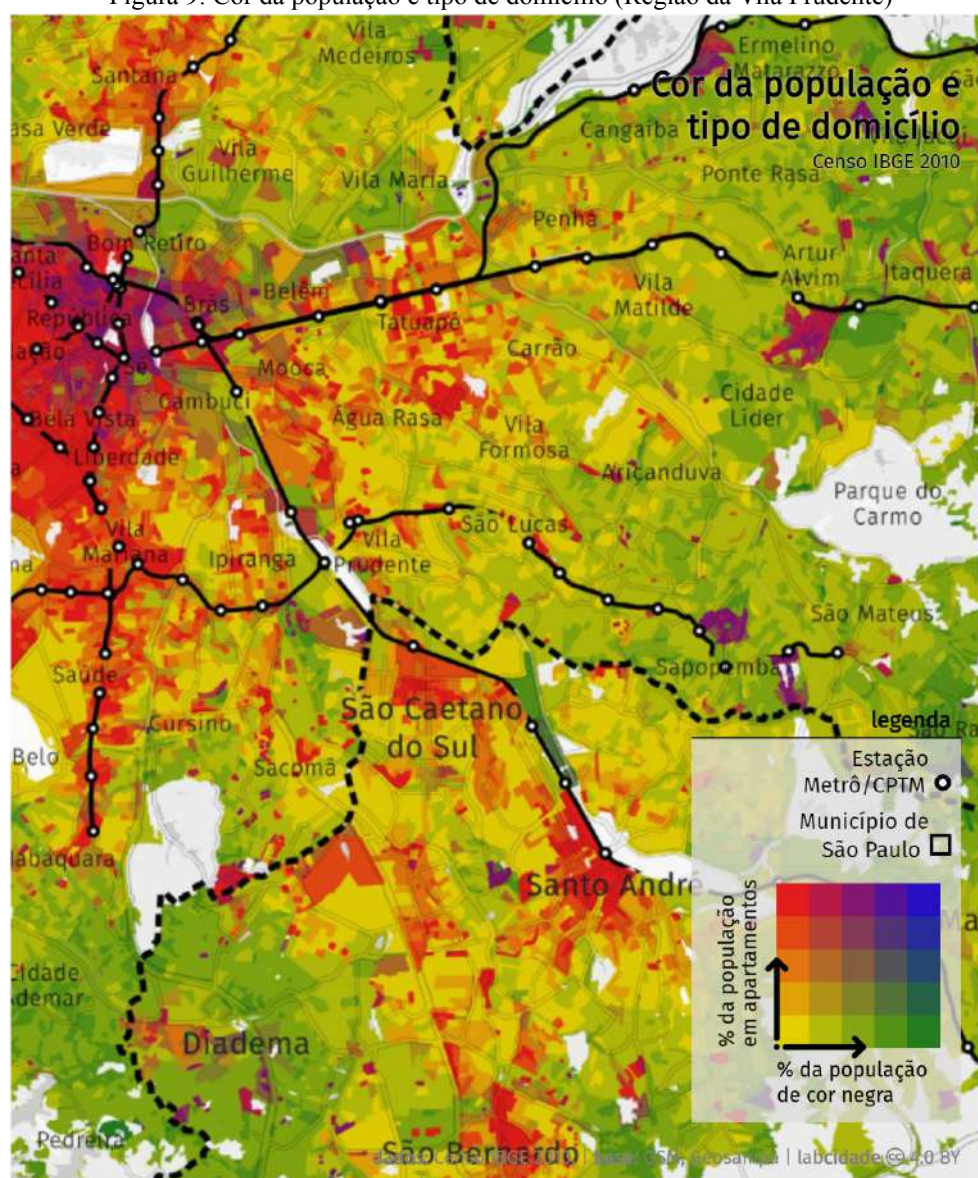 Figura 9: Cor da população e tipo de domicílio (Região da Vila Prudente)
Cor da população e
tipo de domicílio
Censo IBGE 2010
Vila
Medeiros
Ermelino
Matarazzo
Santana
Cangaíba
Vila
Guilherme
Vila Maria
Ponte Rasa
Penha
Bom Retiro
Artur
Alvim
Itaquera
Belém
Brás
República
Tatuapé
Vila
Matilde
Sé
Mooca
Carrão
Cambuci
Água Rasa
Cidade
Líder
Bela Vista
Vila
Formosa
Liberdade
Aricanduva
Parque do
Carmo
São Lucas
Vila
Mariana
Ipiranga
Vila
Prudente
São Mateus
Sapopemba
Saúde
São Caetano
do Sul
Cursino
Belo
Sacomã
Santo André
Diadema
Pedreira
São Bernardo
legenda
Estação
Metrô/CPTM
Município de
São Paulo
% da população
em apartamentos
% da população
de cor negra
| labcidade
4.0 BY